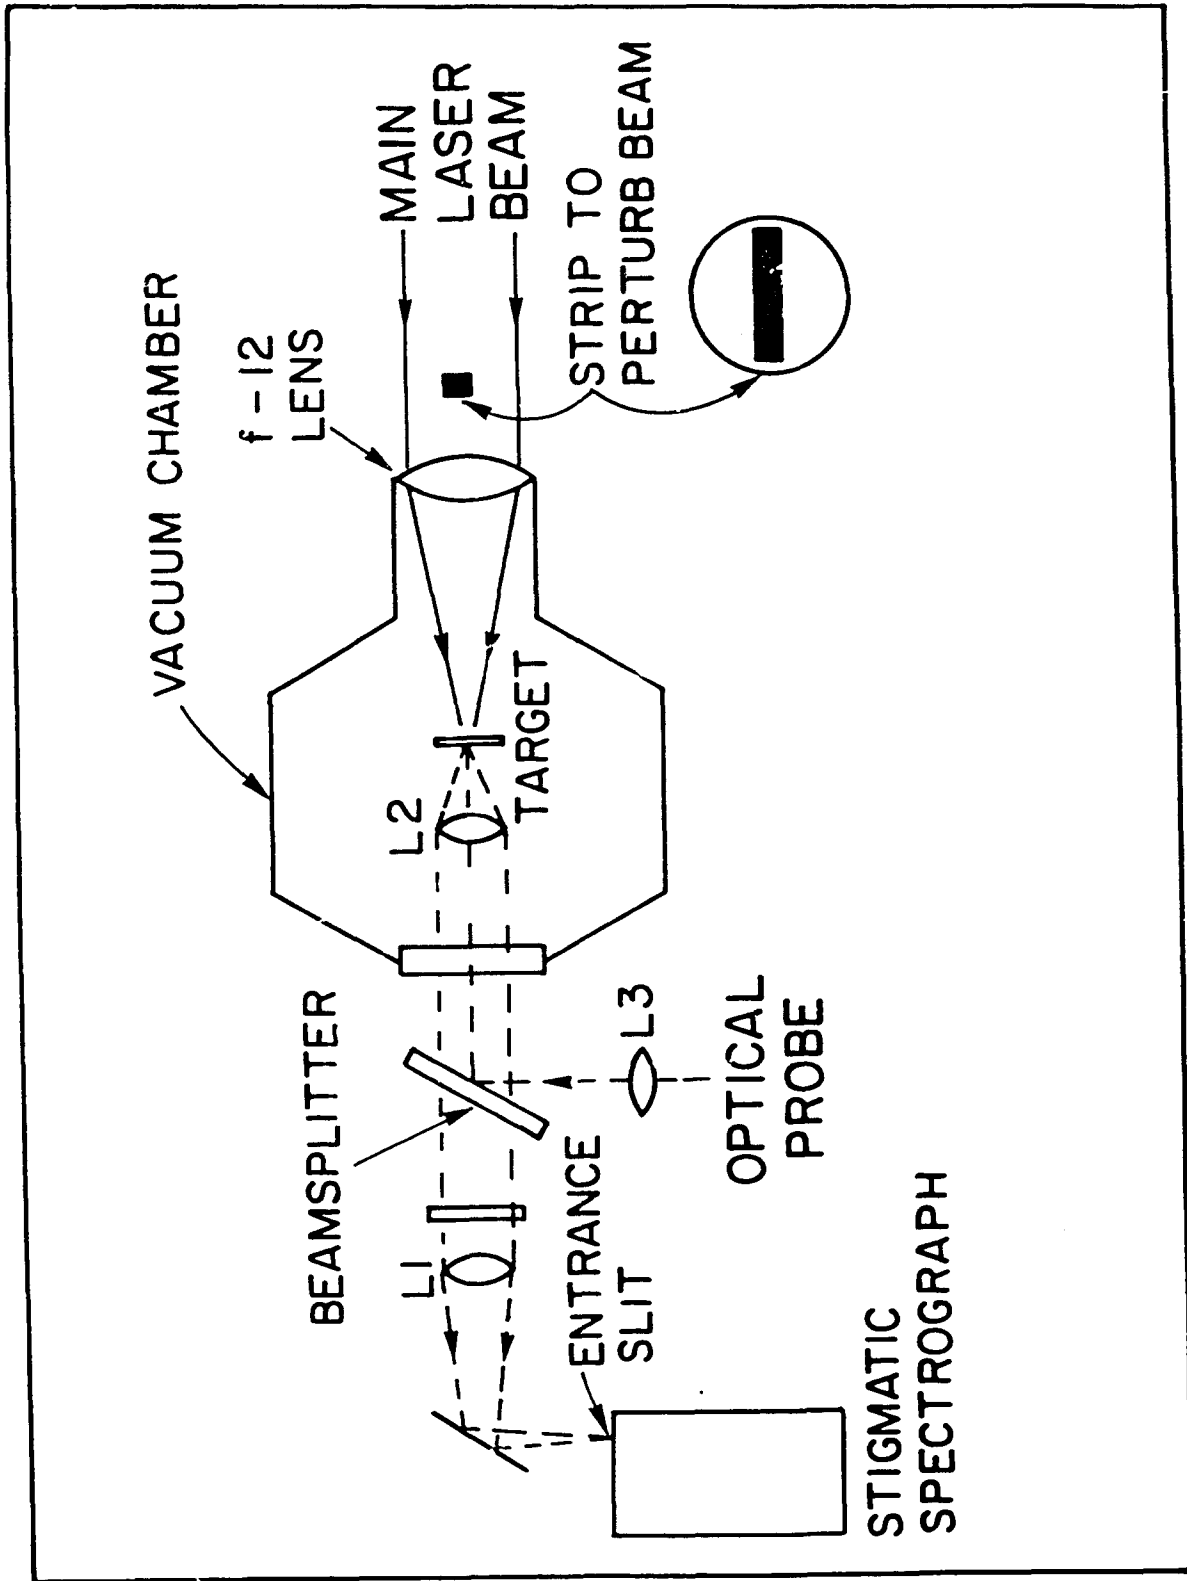 VACUUM CHAMBER
f-12
LENS
MAIN
LASER
BEAM
STRIP TO
PERTURB BEAM
L2
TARGET
BEAMSPLITTER
L3
OPTICAL
PROBE
L1
ENTRANCE
SLIT
STIGMATIC
SPECTROGRAPH